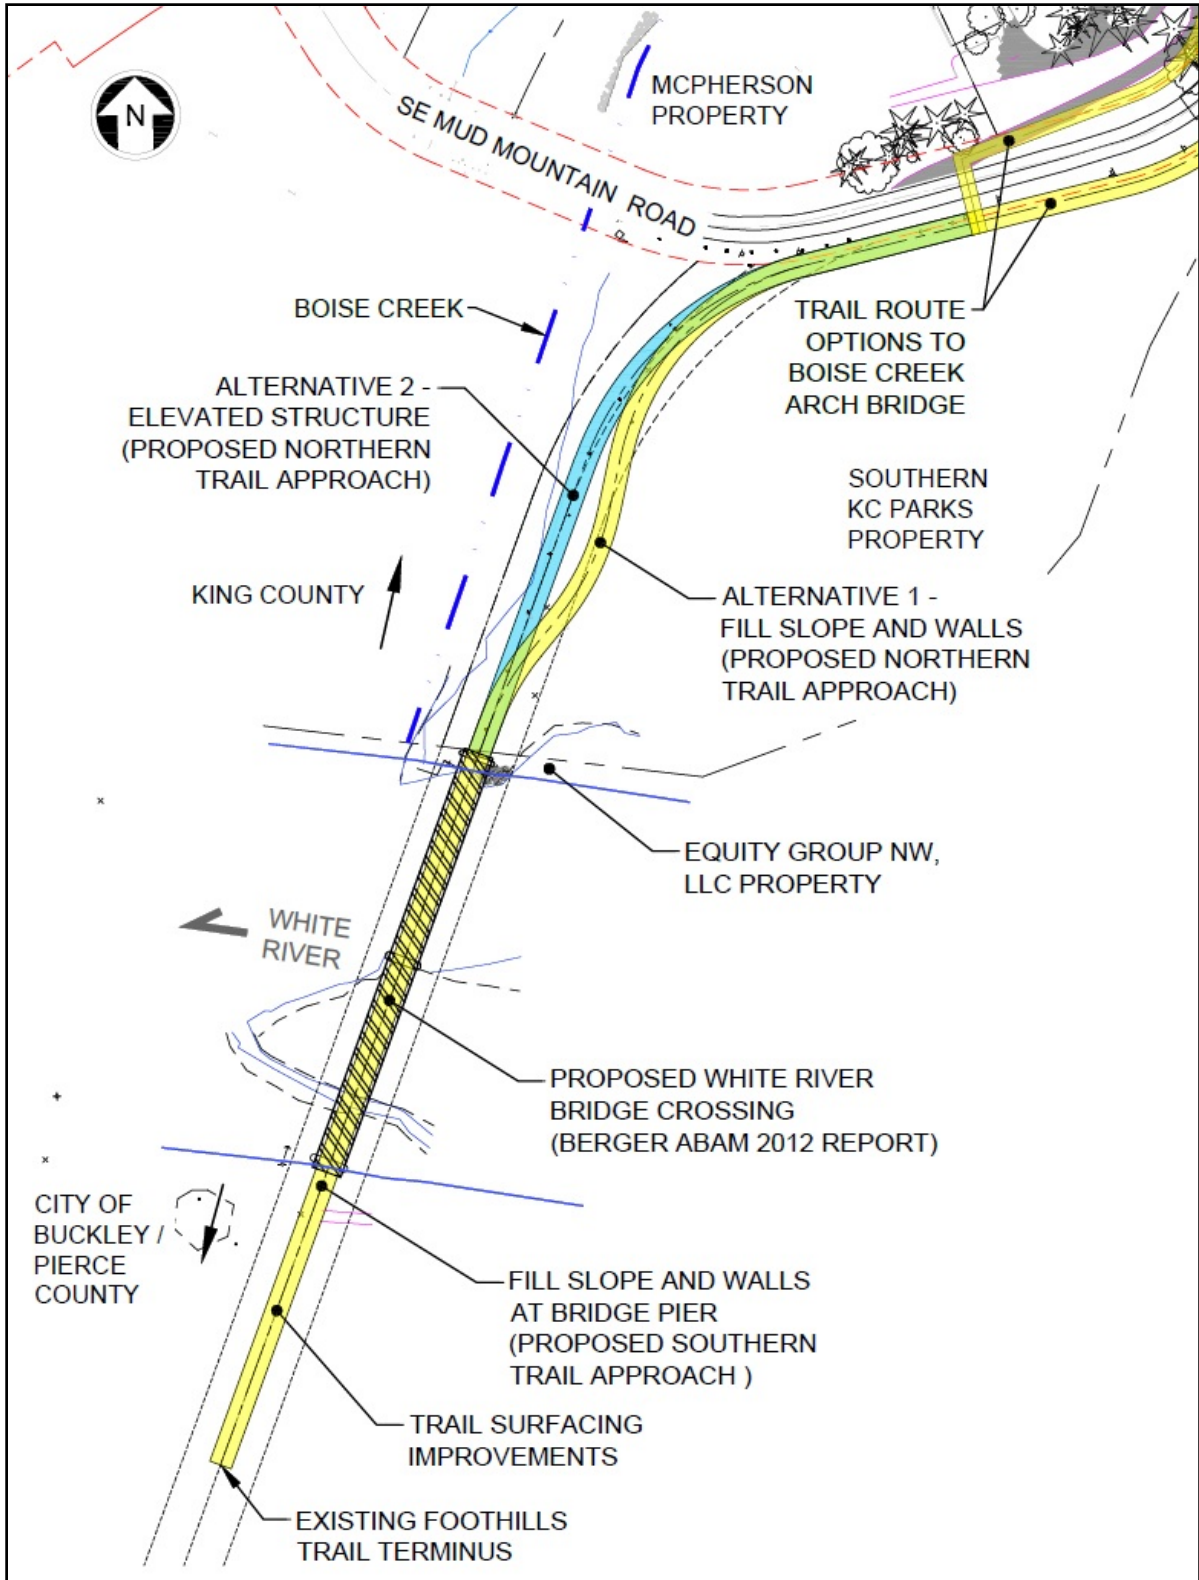 MCPHERSON
PROPERTY
N
SE MUD MOUNTAIN ROAD
BOISE CREEK
TRAIL ROUTE
OPTIONS TO
BOISE CREEK
ARCH BRIDGE
ALTERNATIVE 2 -
ELEVATED STRUCTURE
(PROPOSED NORTHERN
TRAIL APPROACH)
SOUTHERN
KC PARKS
PROPERTY
KING COUNTY
ALTERNATIVE 1 -
FILL SLOPE AND WALLS
(PROPOSED NORTHERN
TRAIL APPROACH)
EQUITY GROUP NW,
LLC PROPERTY
WHITE
RIVER
PROPOSED WHITE RIVER
BRIDGE CROSSING
(BERGER ABAM 2012 REPORT)
CITY OF
BUCKLEY /
PIERCE
COUNTY
FILL SLOPE AND WALLS
AT BRIDGE PIER
(PROPOSED SOUTHERN
TRAIL APPROACH )
TRAIL SURFACING
IMPROVEMENTS
EXISTING FOOTHILLS
TRAIL TERMINUS